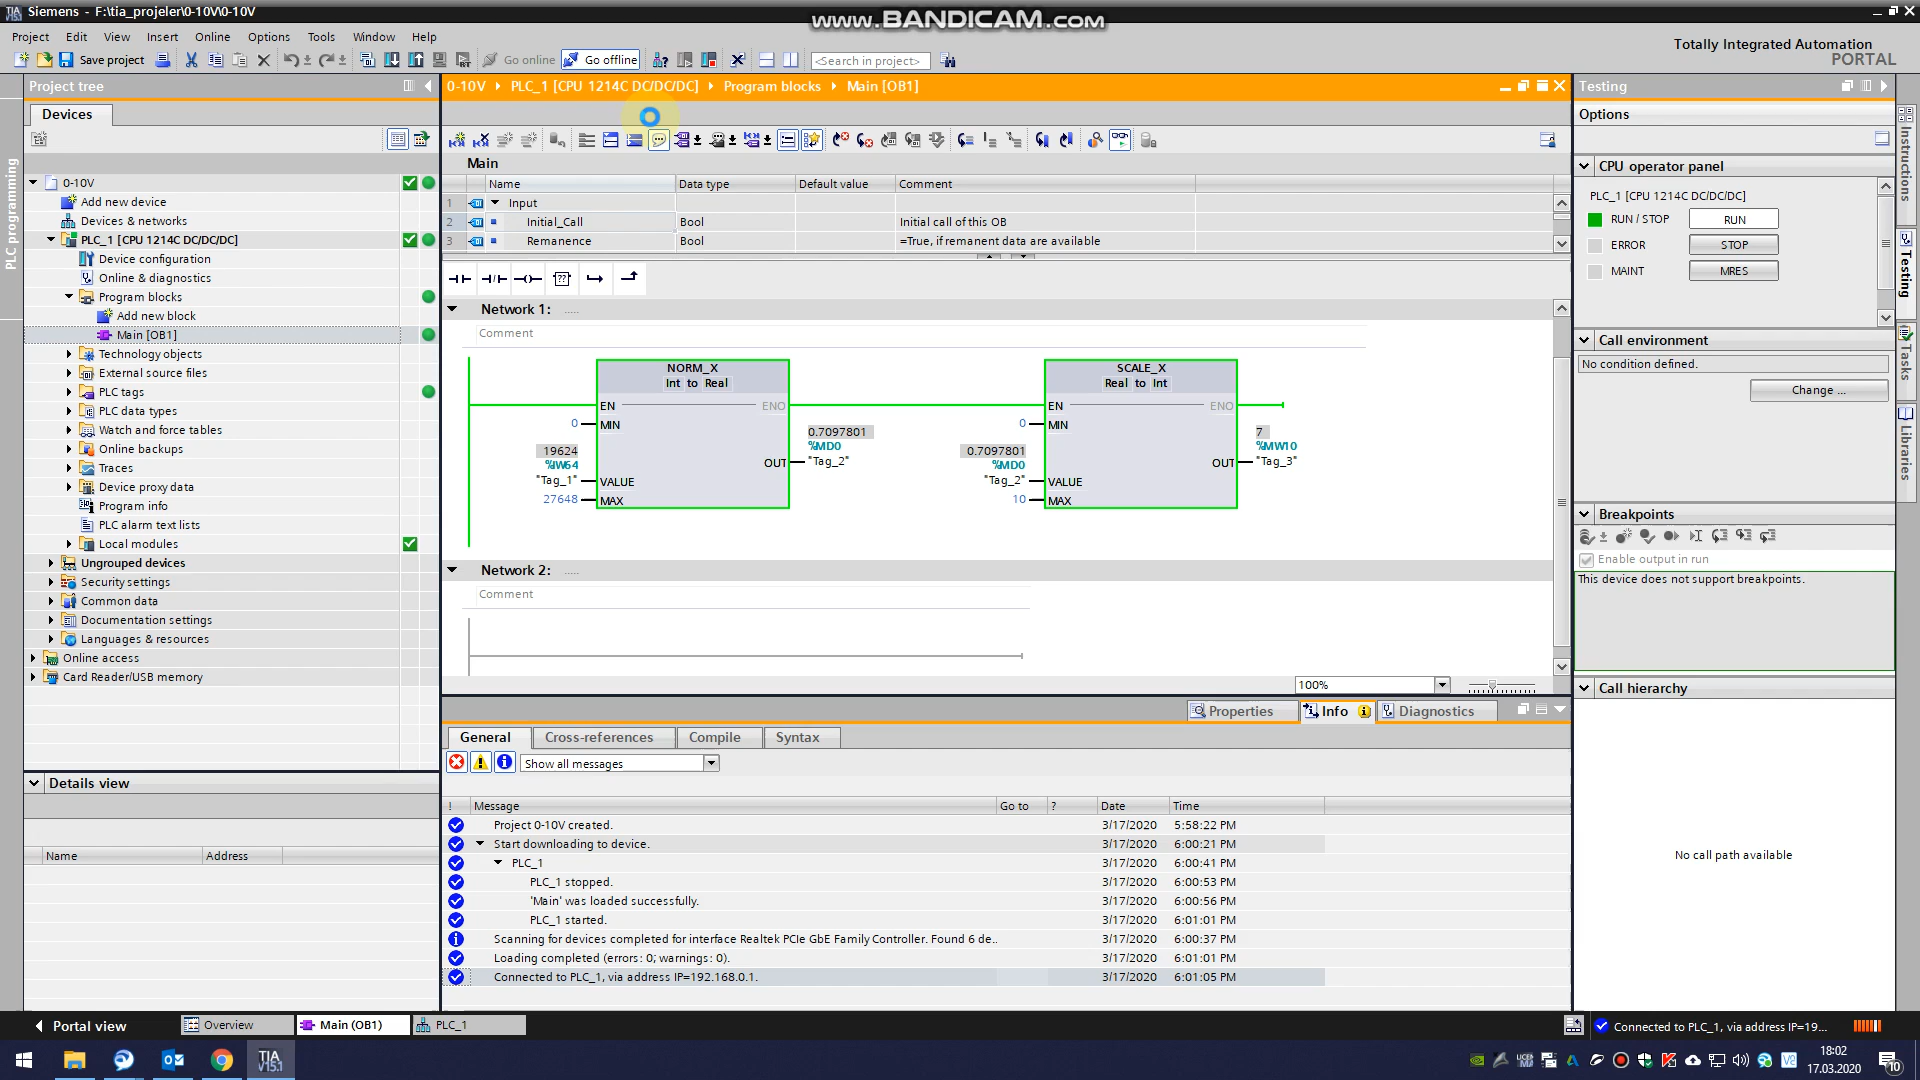 Siemens - F:\tia_projeler\0-10V\0-10V
www.BANDICAM.com
Project Edit View Insert Online Options Tools Window Help
Totally Integrated Automation
PORTAL
Save project
Go online
Go offline
<Search in project>
Project tree
0-10V PLC_1 [CPU 1214C DC/DC/DC] Program blocks Main [OB1]
Testing
Devices
Options
PLC programming
0-10V
Add new device
Devices & networks
PLC_1 [CPU 1214C DC/DC/DC]
Device configuration
Online & diagnostics
Program blocks
Add new block
Main [OB1]
Technology objects
External source files
PLC tags
PLC data types
Watch and force tables
Online backups
Traces
Device proxy data
Program info
PLC alarm text lists
Local modules
Ungrouped devices
Security settings
Common data
Documentation settings
Languages & resources
Online access
Card Reader/USB memory
Details view
Name Address
Main
Name Data type Default value Comment
1 Input
2 Initial_Call Bool Initial call of this OB
3 Remanence Bool =True, if remanent data are available
??
Network 1: .....
Comment
NORM_X
Int to Real
EN ENO
0 MIN
19624
%IW64
"Tag_1" VALUE
27648 MAX
0.7097801
%MD0
OUT "Tag_2"
SCALE_X
Real to Int
EN ENO
0 MIN
0.7097801
%MD0
"Tag_2" VALUE
10 MAX
7
%MW10
OUT "Tag_3"
Network 2: .....
Comment
100%
Properties Info Diagnostics
General Cross-references Compile Syntax
Show all messages
! Message Go to ? Date Time
Project 0-10V created. 3/17/2020 5:58:22 PM
Start downloading to device. 3/17/2020 6:00:21 PM
PLC_1 3/17/2020 6:00:41 PM
PLC_1 stopped. 3/17/2020 6:00:53 PM
'Main' was loaded successfully. 3/17/2020 6:00:56 PM
PLC_1 started. 3/17/2020 6:01:01 PM
Scanning for devices completed for interface Realtek PCIe GbE Family Controller. Found 6 de.. 3/17/2020 6:00:37 PM
Loading completed (errors: 0; warnings: 0). 3/17/2020 6:01:01 PM
Connected to PLC_1, via address IP=192.168.0.1. 3/17/2020 6:01:05 PM
CPU operator panel
PLC_1 [CPU 1214C DC/DC/DC]
RUN / STOP RUN
ERROR STOP
MAINT MRES
Call environment
No condition defined.
Change ...
Breakpoints
Enable output in run
This device does not support breakpoints.
Call hierarchy
No call path available
Instructions
Testing
Tasks
Libraries
Portal view Overview Main (OB1) PLC_1
Connected to PLC_1, via address IP=19...
TIA
V15.1
18:02
17.03.2020
10